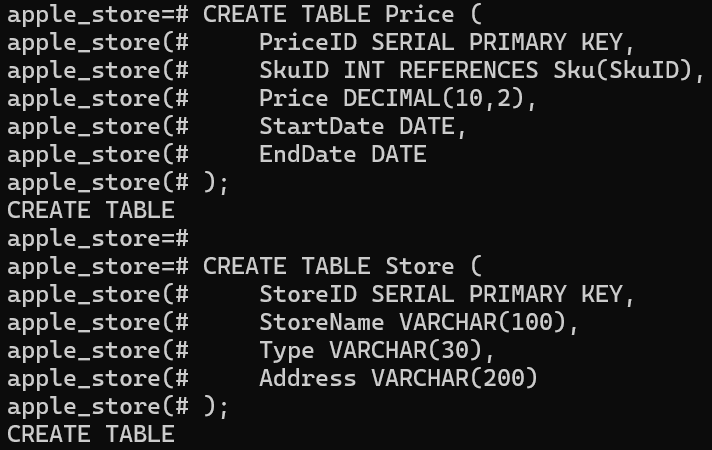 apple_store=# CREATE TABLE Price (
apple_store(#     PriceID SERIAL PRIMARY KEY,
apple_store(#     SkuID INT REFERENCES Sku(SkuID),
apple_store(#     Price DECIMAL(10,2),
apple_store(#     StartDate DATE,
apple_store(#     EndDate DATE
apple_store(# );
CREATE TABLE
apple_store=#
apple_store=# CREATE TABLE Store (
apple_store(#     StoreID SERIAL PRIMARY KEY,
apple_store(#     StoreName VARCHAR(100),
apple_store(#     Type VARCHAR(30),
apple_store(#     Address VARCHAR(200)
apple_store(# );
CREATE TABLE